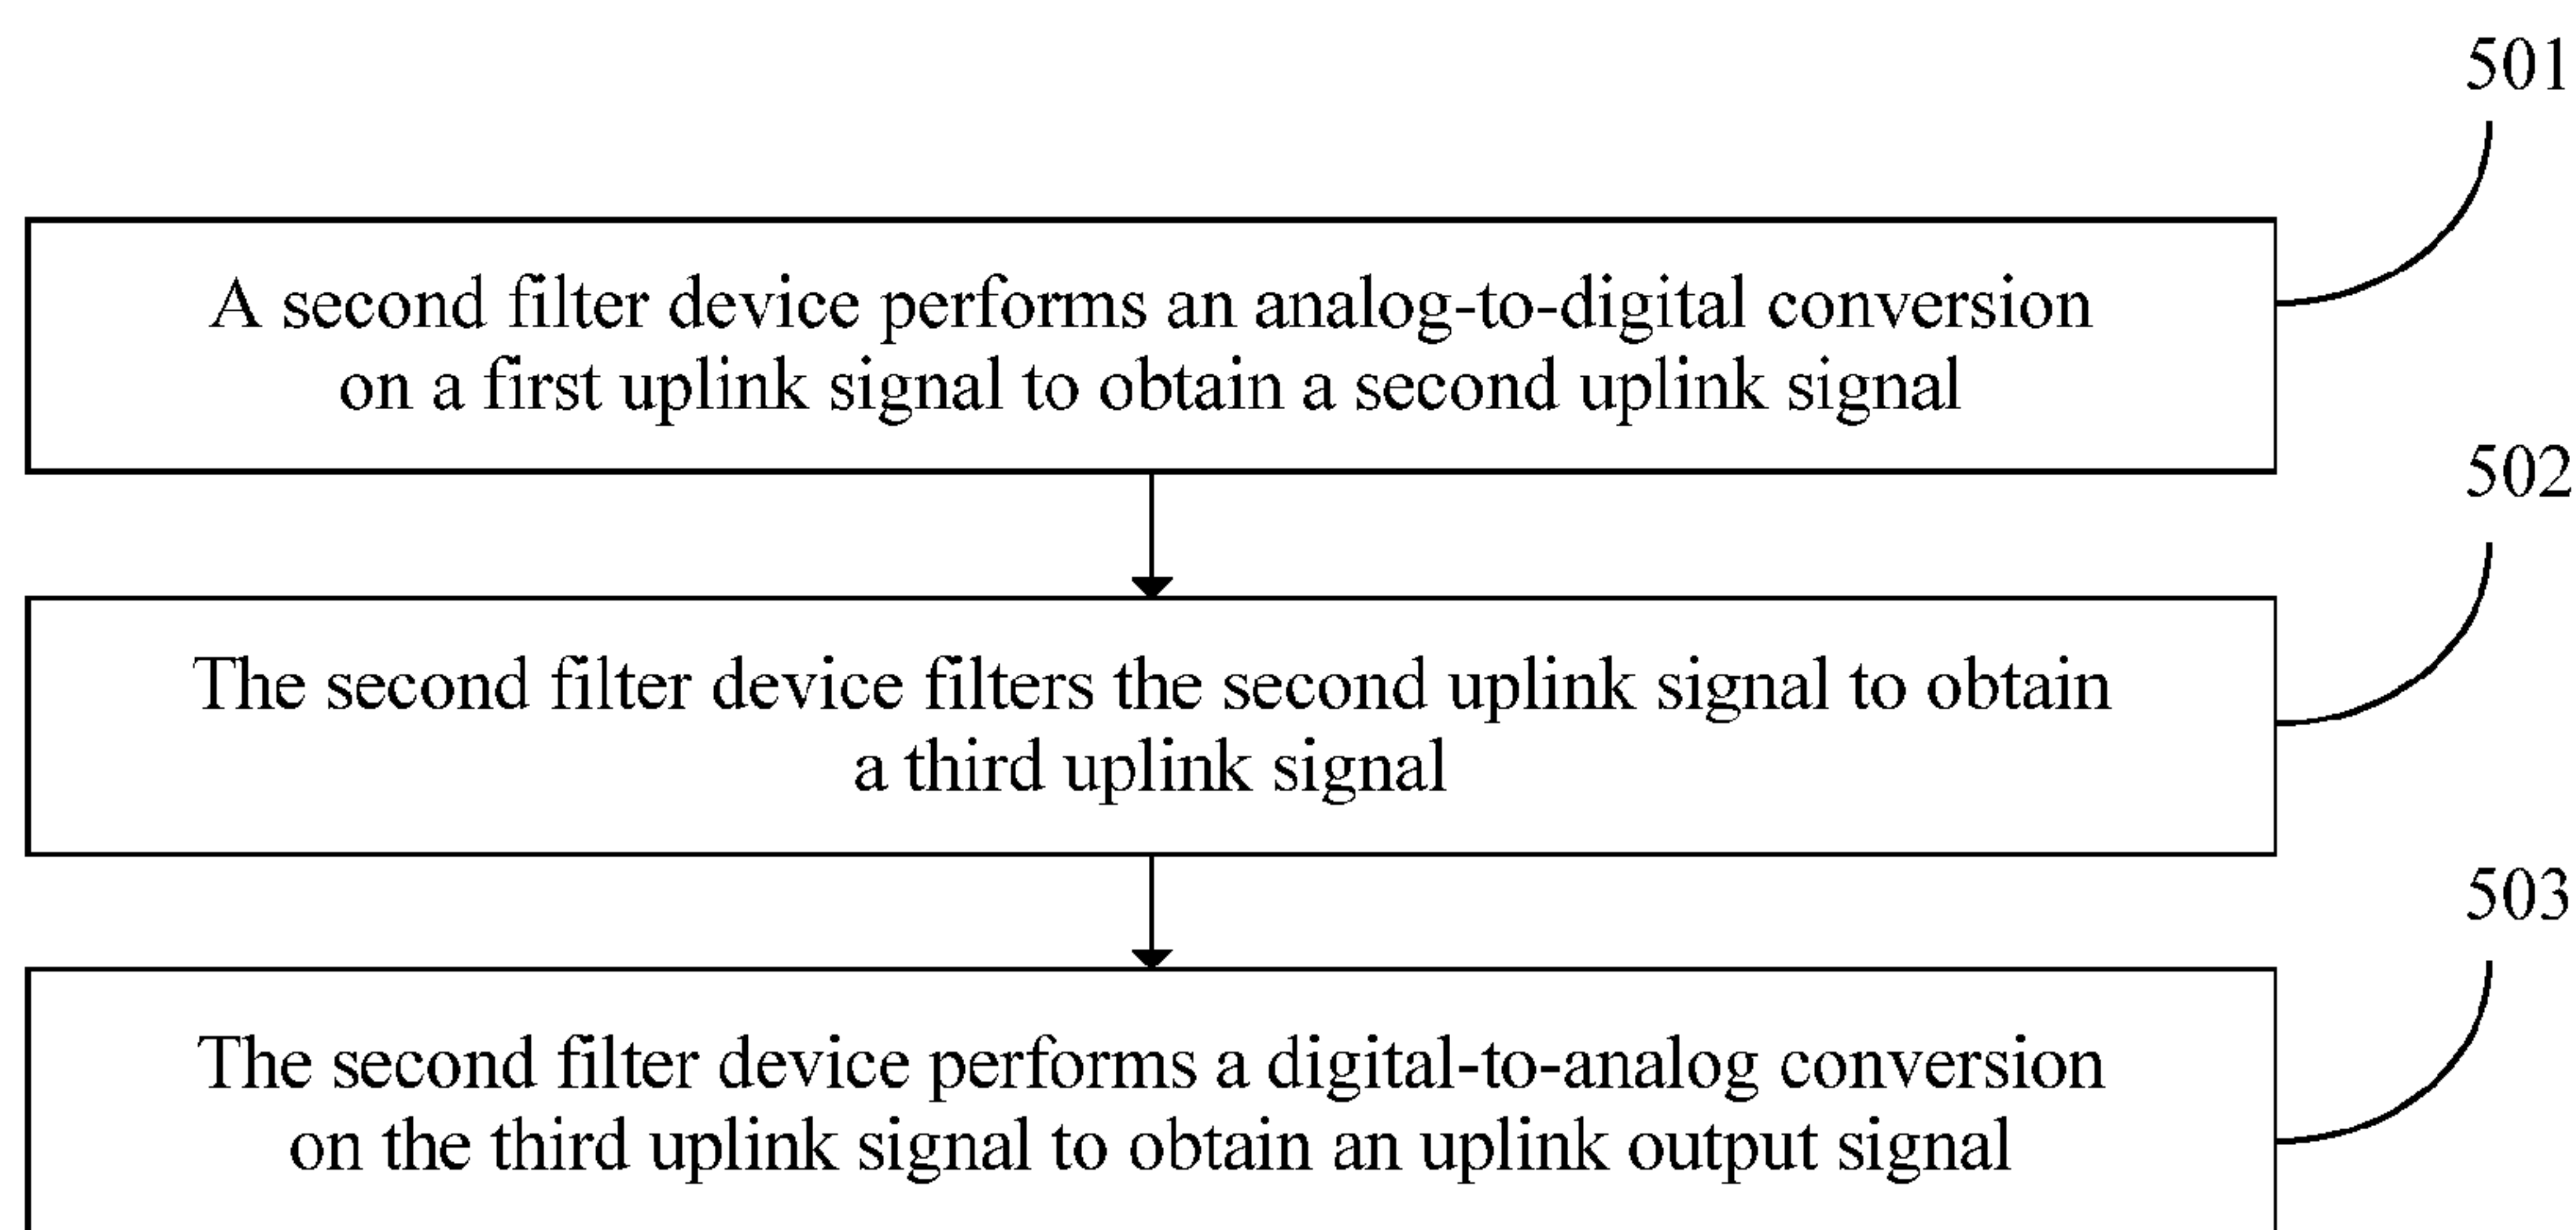 501
A second filter device performs an analog-to-digital conversion
on a first uplink signal to obtain a second uplink signal
502
The second filter device filters the second uplink signal to obtain
a third uplink signal
503
The second filter device performs a digital-to-analog conversion
on the third uplink signal to obtain an uplink output signal